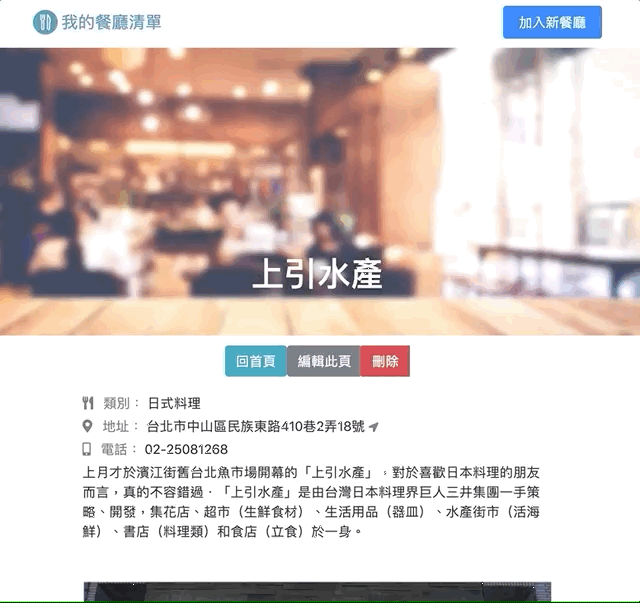 我的餐廳清單
加入新餐廳
上引水產
回首頁 編輯此頁 刪除
類別： 日式料理
地址： 台北市中山區民族東路410巷2弄18號
電話： 02-25081268
上月才於濱江街舊台北魚市場開幕的「上引水產」﹐對於喜歡日本料理的朋友
而言，真的不容錯過．「上引水產」是由台灣日本料理界巨人三井集團一手策
略、開發，集花店、超市（生鮮食材）、生活用品（器皿）、水產街市（活海
鮮）、書店（料理類）和食店（立食）於一身。